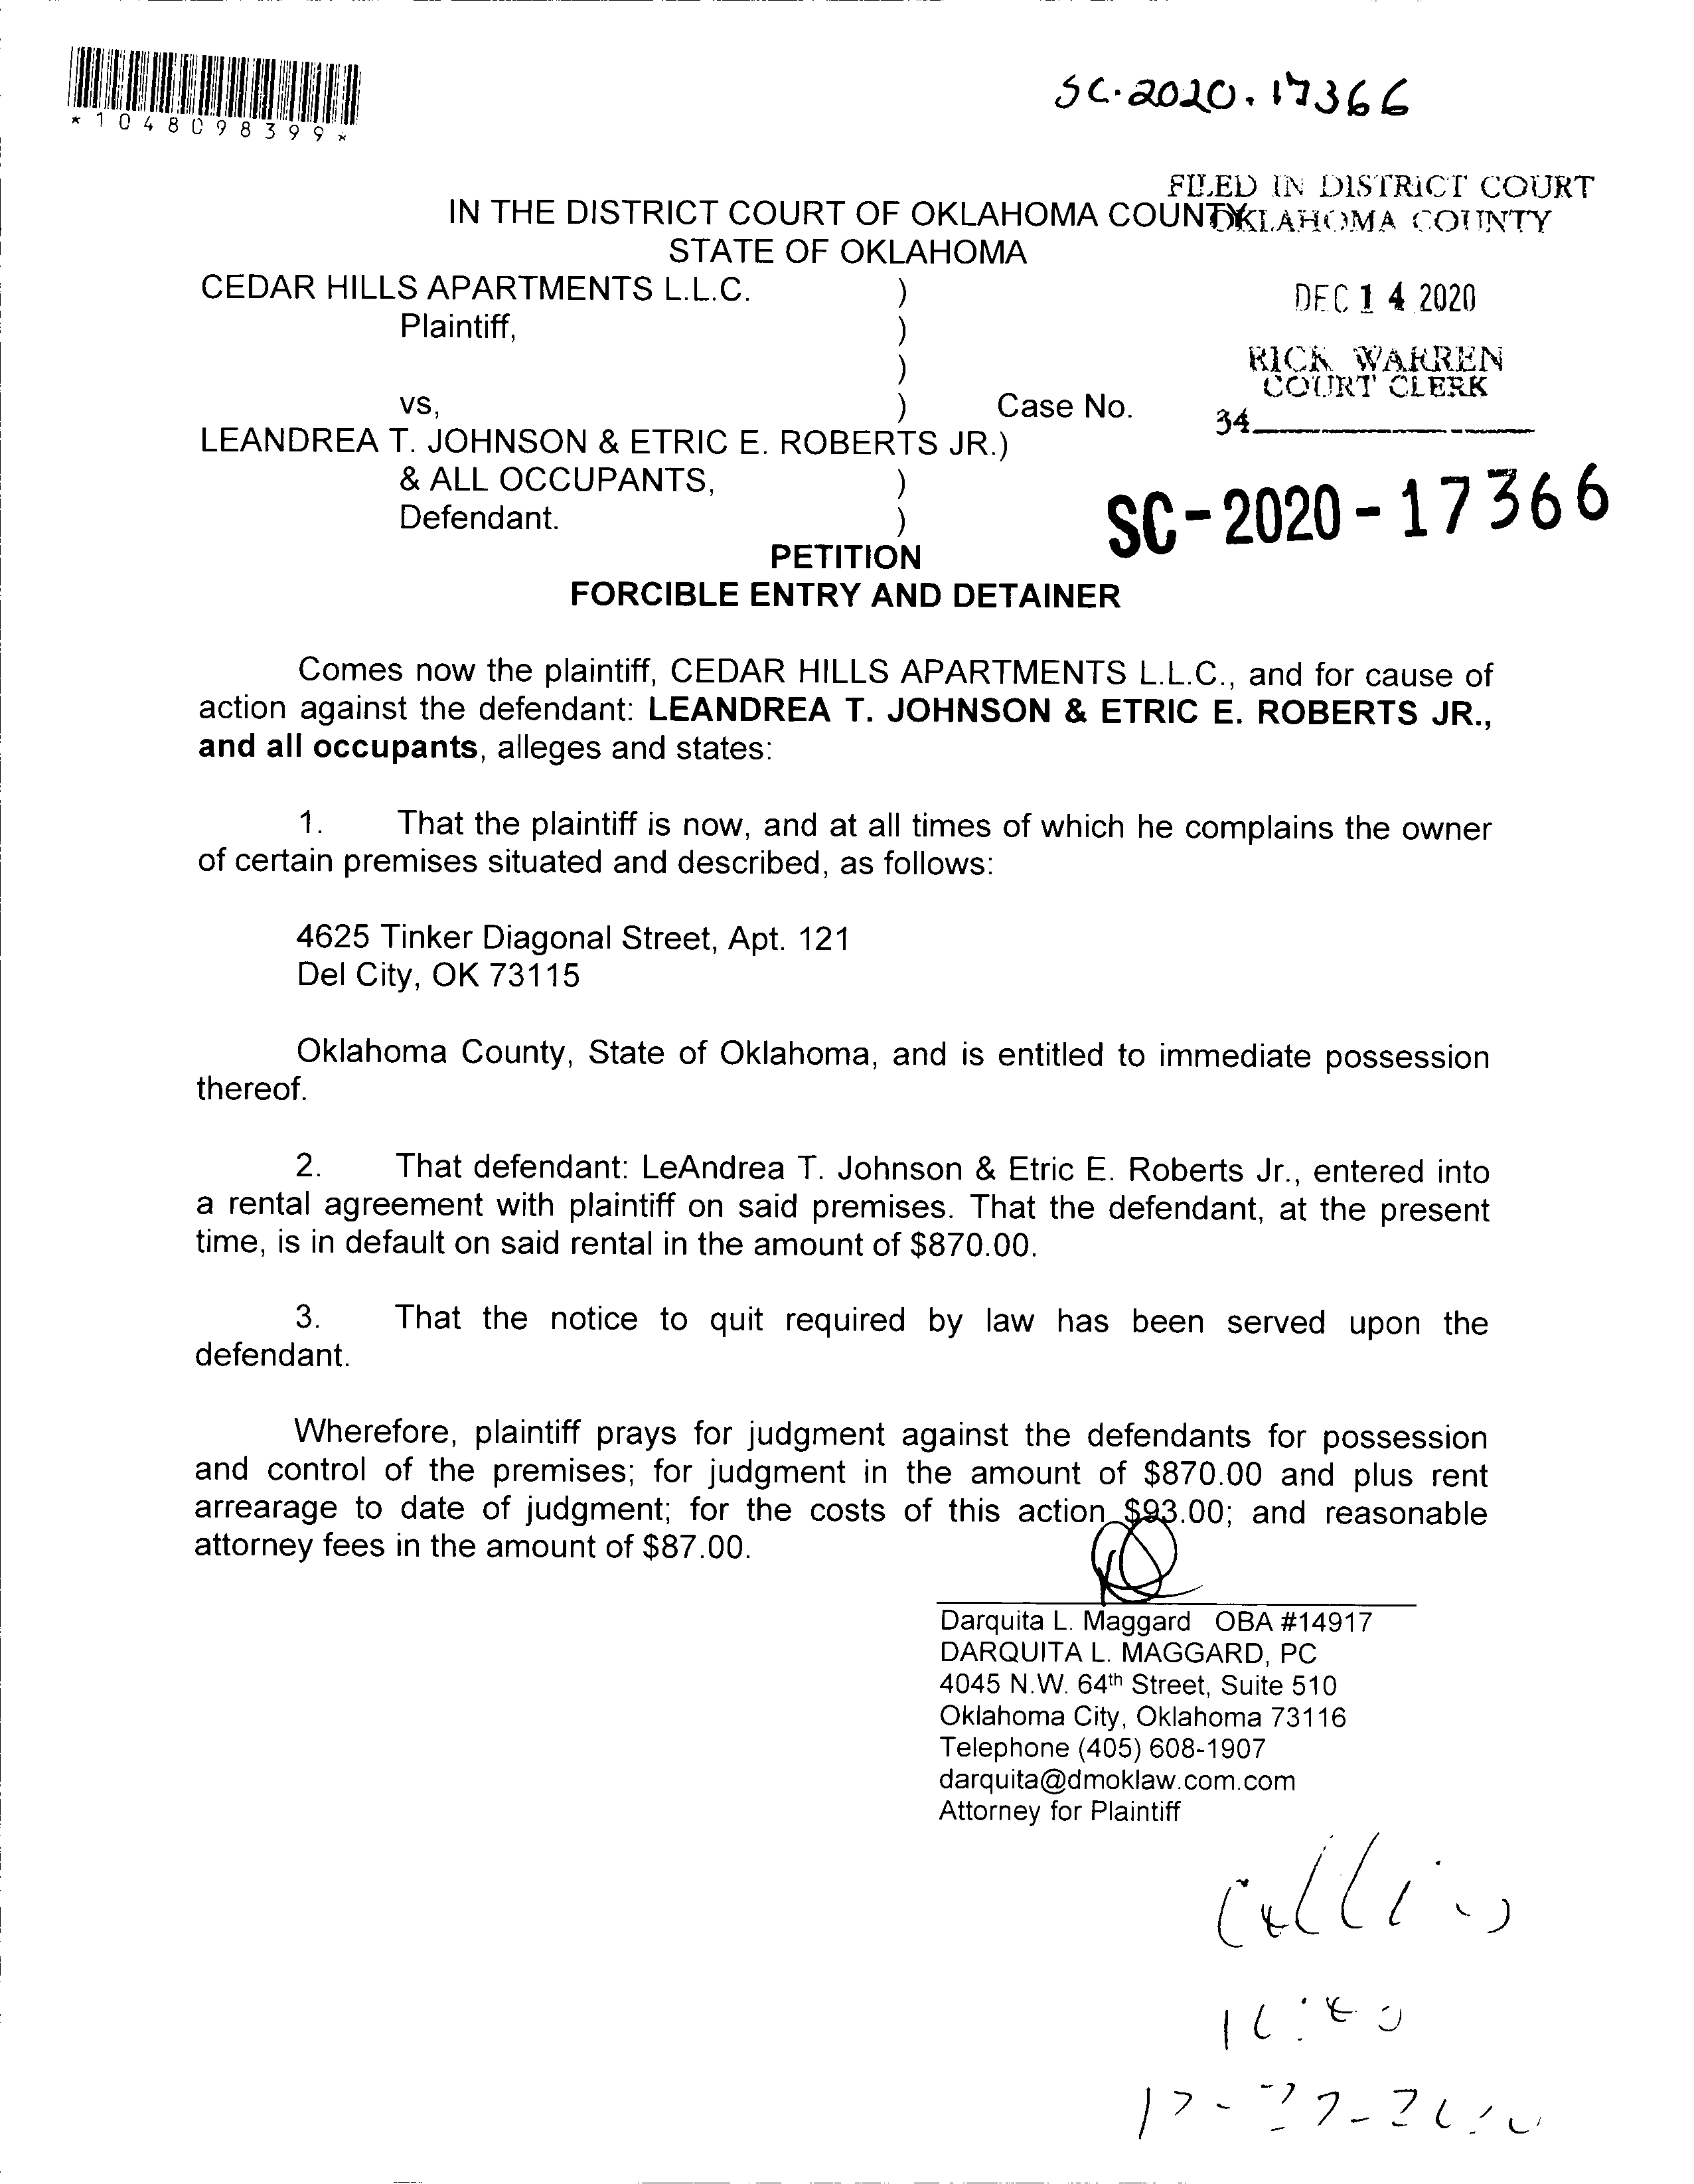 *1048098399*
SC.2020.17366
FILED IN DISTRICT COURT
OKLAHOMA COUNTY
IN THE DISTRICT COURT OF OKLAHOMA COUNTY
STATE OF OKLAHOMA
CEDAR HILLS APARTMENTS L.L.C. )
DEC 14 2020
Plaintiff, )
)
RICK WARREN
COURT CLERK
vs, ) Case No.
34
LEANDREA T. JOHNSON & ETRIC E. ROBERTS JR.)
& ALL OCCUPANTS, )
Defendant. )
SC-2020-17366
PETITION
FORCIBLE ENTRY AND DETAINER
Comes now the plaintiff, CEDAR HILLS APARTMENTS L.L.C., and for cause of
action against the defendant: LEANDREA T. JOHNSON & ETRIC E. ROBERTS JR.,
and all occupants, alleges and states:
1. That the plaintiff is now, and at all times of which he complains the owner
of certain premises situated and described, as follows:
4625 Tinker Diagonal Street, Apt. 121
Del City, OK 73115
Oklahoma County, State of Oklahoma, and is entitled to immediate possession
thereof.
2. That defendant: LeAndrea T. Johnson & Etric E. Roberts Jr., entered into
a rental agreement with plaintiff on said premises. That the defendant, at the present
time, is in default on said rental in the amount of $870.00.
3. That the notice to quit required by law has been served upon the
defendant.
Wherefore, plaintiff prays for judgment against the defendants for possession
and control of the premises; for judgment in the amount of $870.00 and plus rent
arrearage to date of judgment; for the costs of this action $93.00; and reasonable
attorney fees in the amount of $87.00.
Darquita L. Maggard OBA #14917
DARQUITA L. MAGGARD, PC
4045 N.W. 64th Street, Suite 510
Oklahoma City, Oklahoma 73116
Telephone (405) 608-1907
darquita@dmoklaw.com.com
Attorney for Plaintiff